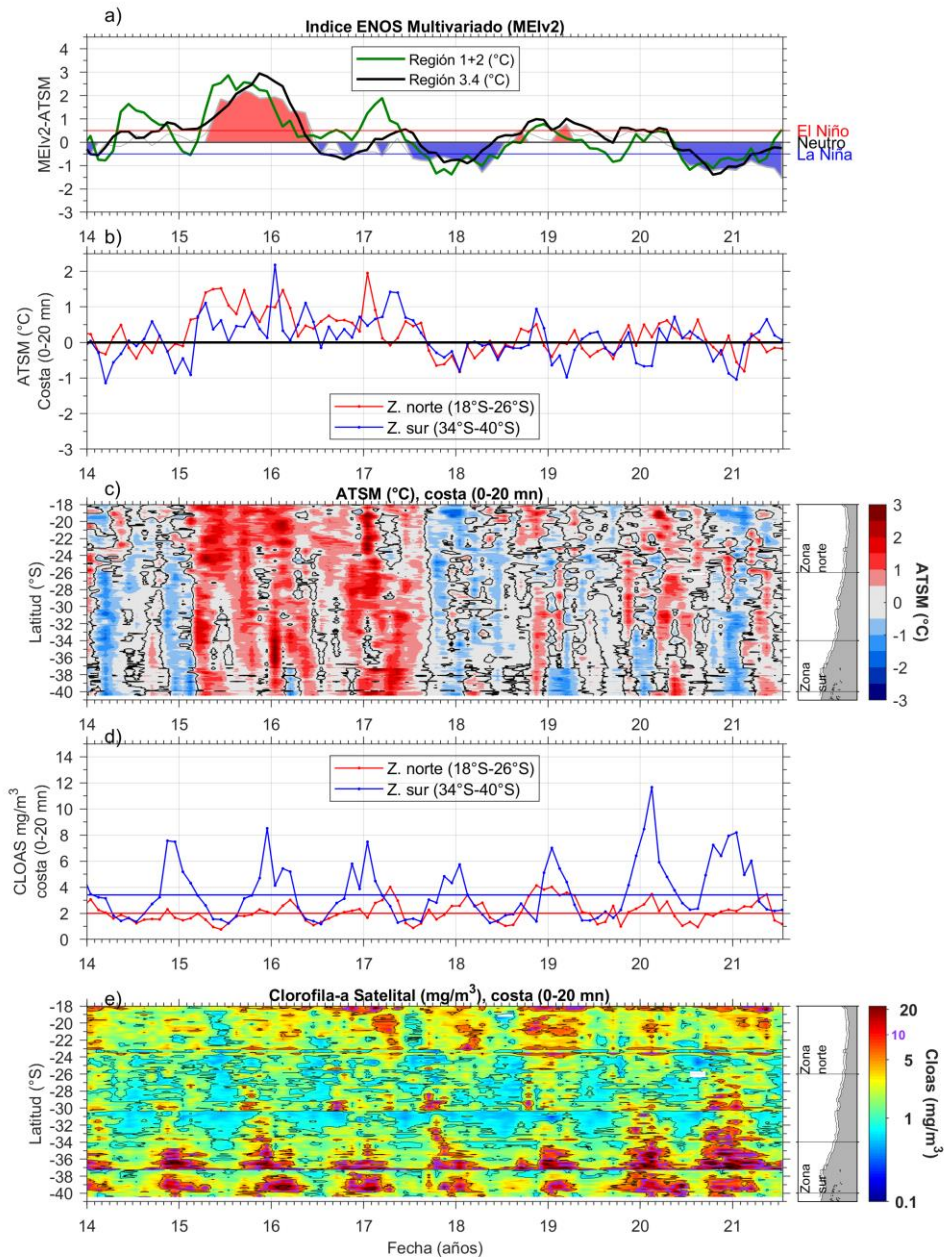 a)
Indice ENOS Multivariado (MEIv2)
MEIv2-ATSM
4
3
2
1
0
-1
-2
-3
Región 1+2 (°C)
Región 3.4 (°C)
El Niño
Neutro
La Niña
14 15 16 17 18 19 20 21
b)
ATSM (°C)
Costa (0-20 mn)
2
1
0
-1
-2
-3
Z. norte (18°S-26°S)
Z. sur (34°S-40°S)
14 15 16 17 18 19 20 21
c)
ATSM (°C), costa (0-20 mn)
Latitud (°S)
-18
-20
-22
-24
-26
-28
-30
-32
-34
-36
-38
-40
14 15 16 17 18 19 20 21
Zona
norte
Zona
sur
3
2
1
0
-1
-2
-3
ATSM (°C)
d)
CLOAS mg/m³
costa (0-20 mn)
14
12
10
8
6
4
2
0
Z. norte (18°S-26°S)
Z. sur (34°S-40°S)
14 15 16 17 18 19 20 21
e)
Clorofila-a Satelital (mg/m³), costa (0-20 mn)
Latitud (°S)
-18
-20
-22
-24
-26
-28
-30
-32
-34
-36
-38
-40
14 15 16 17 18 19 20 21
Fecha (años)
Zona
norte
Zona
sur
20
10
5
1
0.1
Cloas (mg/m³)